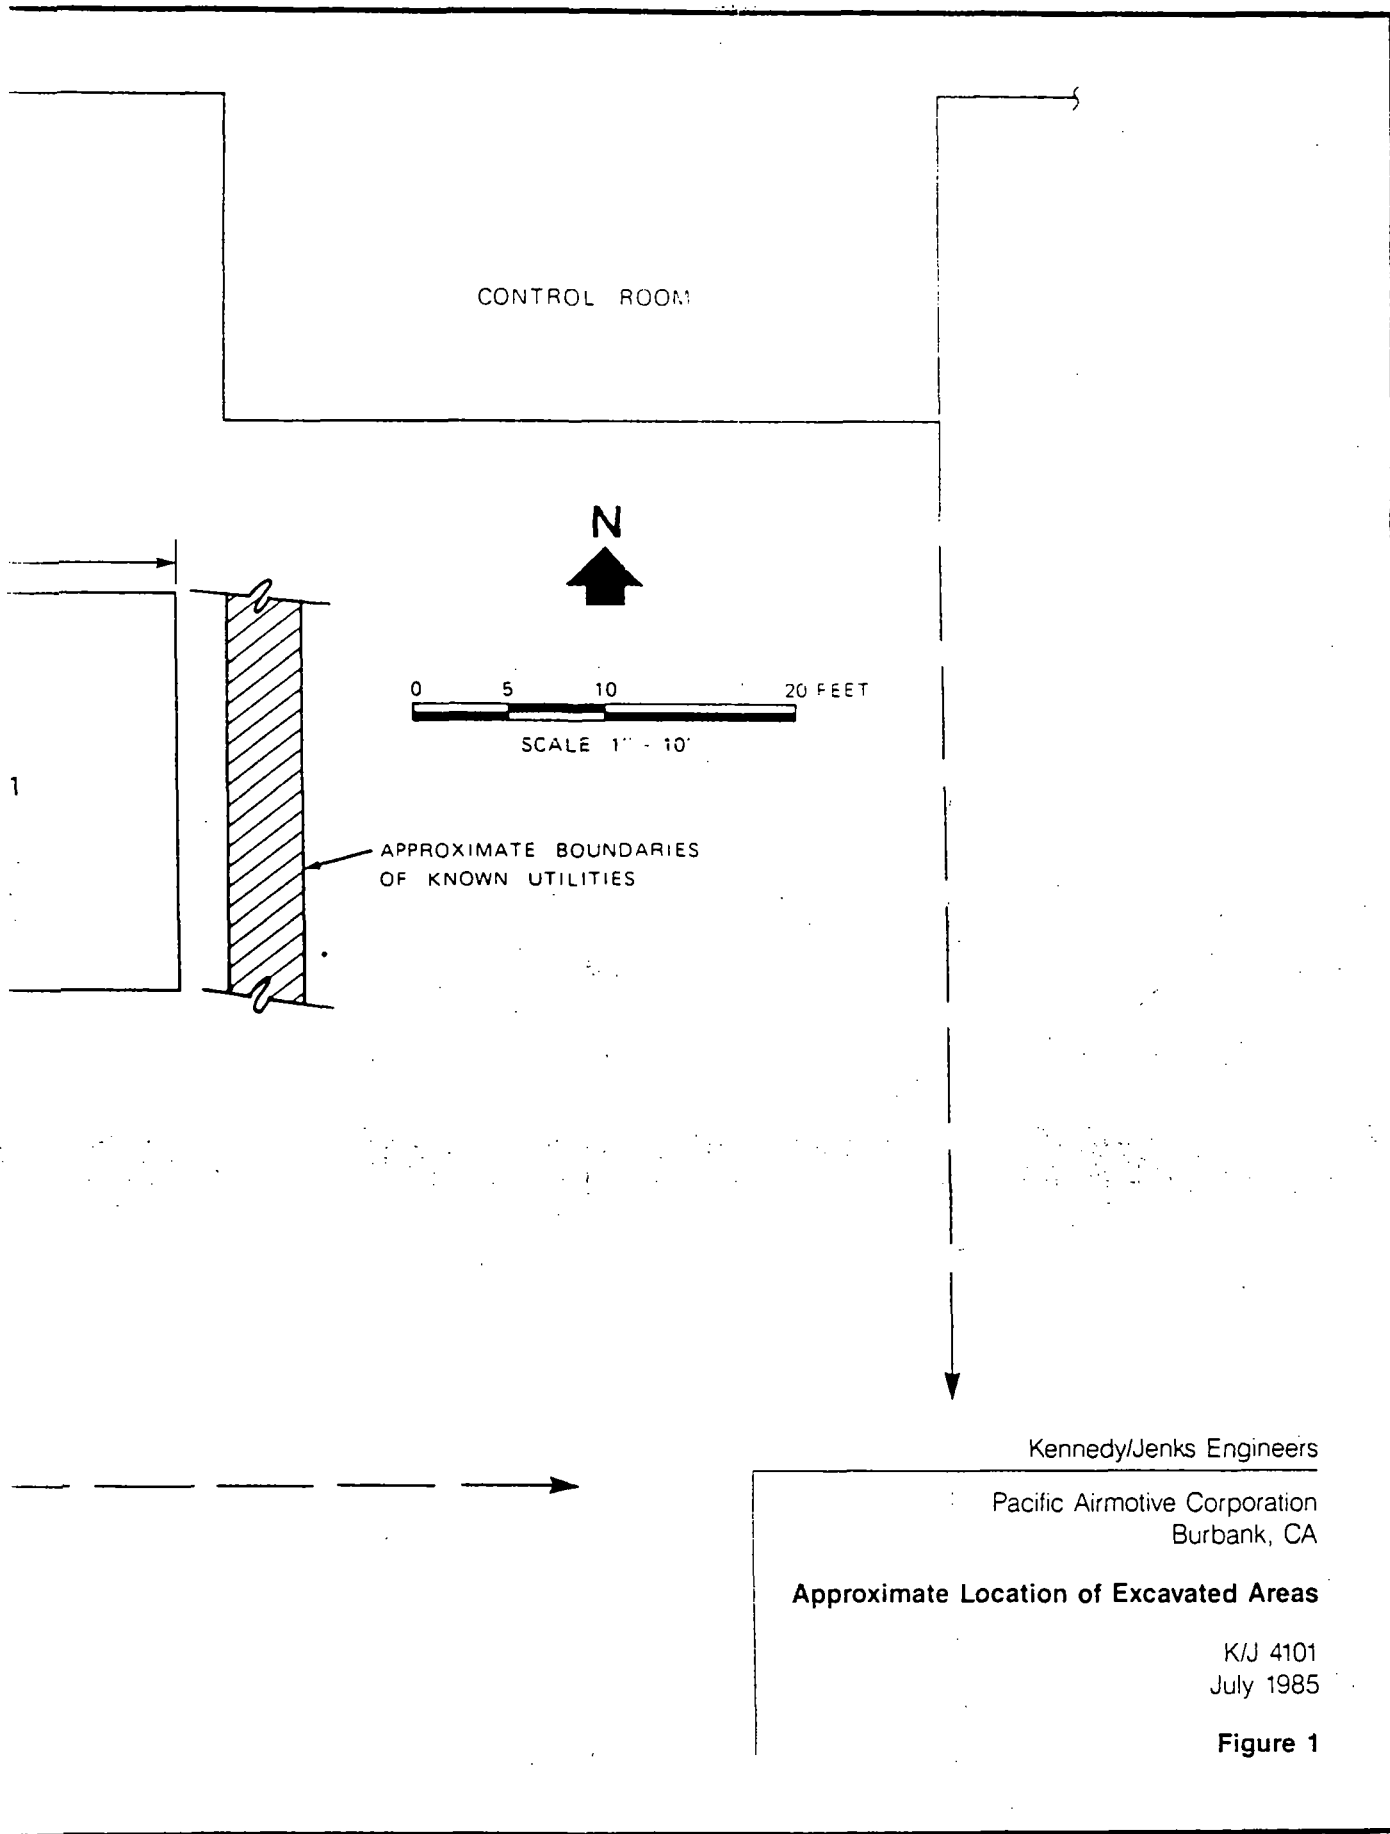 CONTROL ROOM
N
0 5 10 20 FEET
SCALE 1" - 10'
1
APPROXIMATE BOUNDARIES
OF KNOWN UTILITIES
Kennedy/Jenks Engineers
Pacific Airmotive Corporation
Burbank, CA
Approximate Location of Excavated Areas
K/J 4101
July 1985
Figure 1